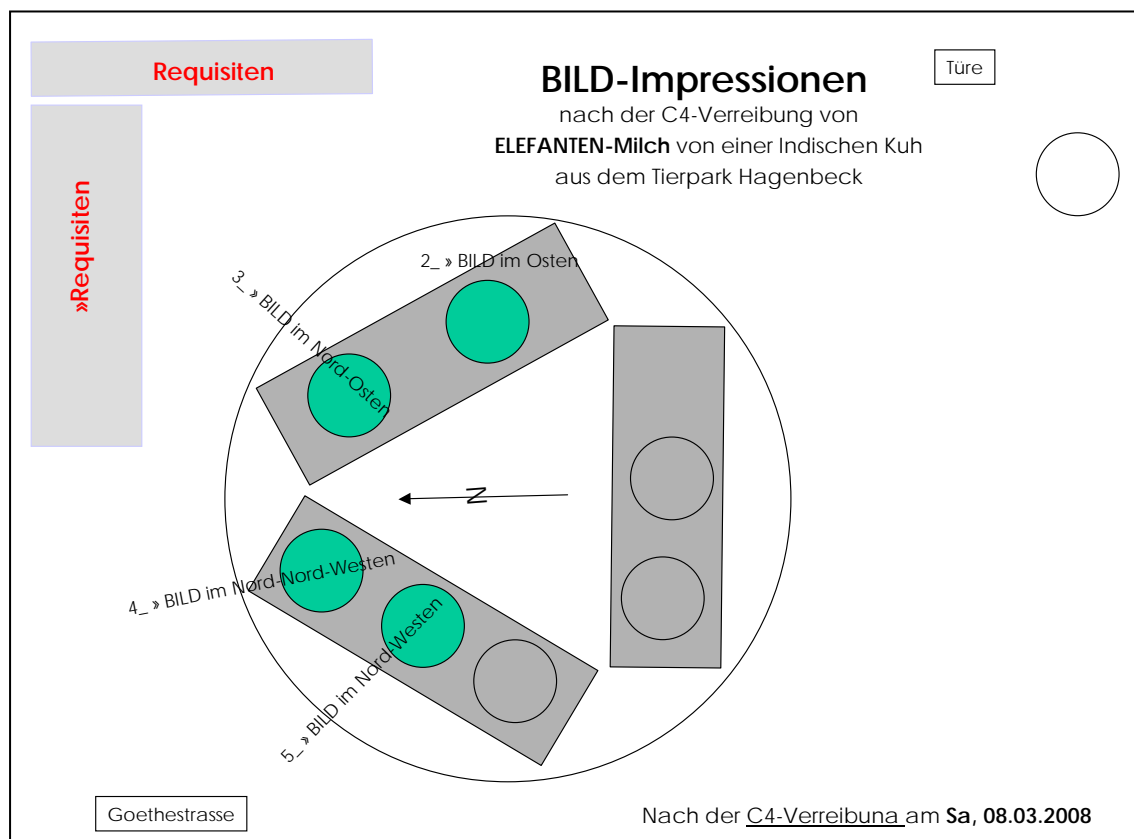 Requisiten
BILD-Impressionen
Türe
nach der C4-Verreibung von
ELEFANTEN-Milch von einer Indischen Kuh
aus dem Tierpark Hagenbeck
»Requisiten
2_ » BILD im Osten
3_ » BILD im Nord-Osten
N
4_ » BILD im Nord-Nord-Westen
5_ » BILD im Nord-Westen
Goethestrasse
Nach der C4-Verreibuna am Sa, 08.03.2008